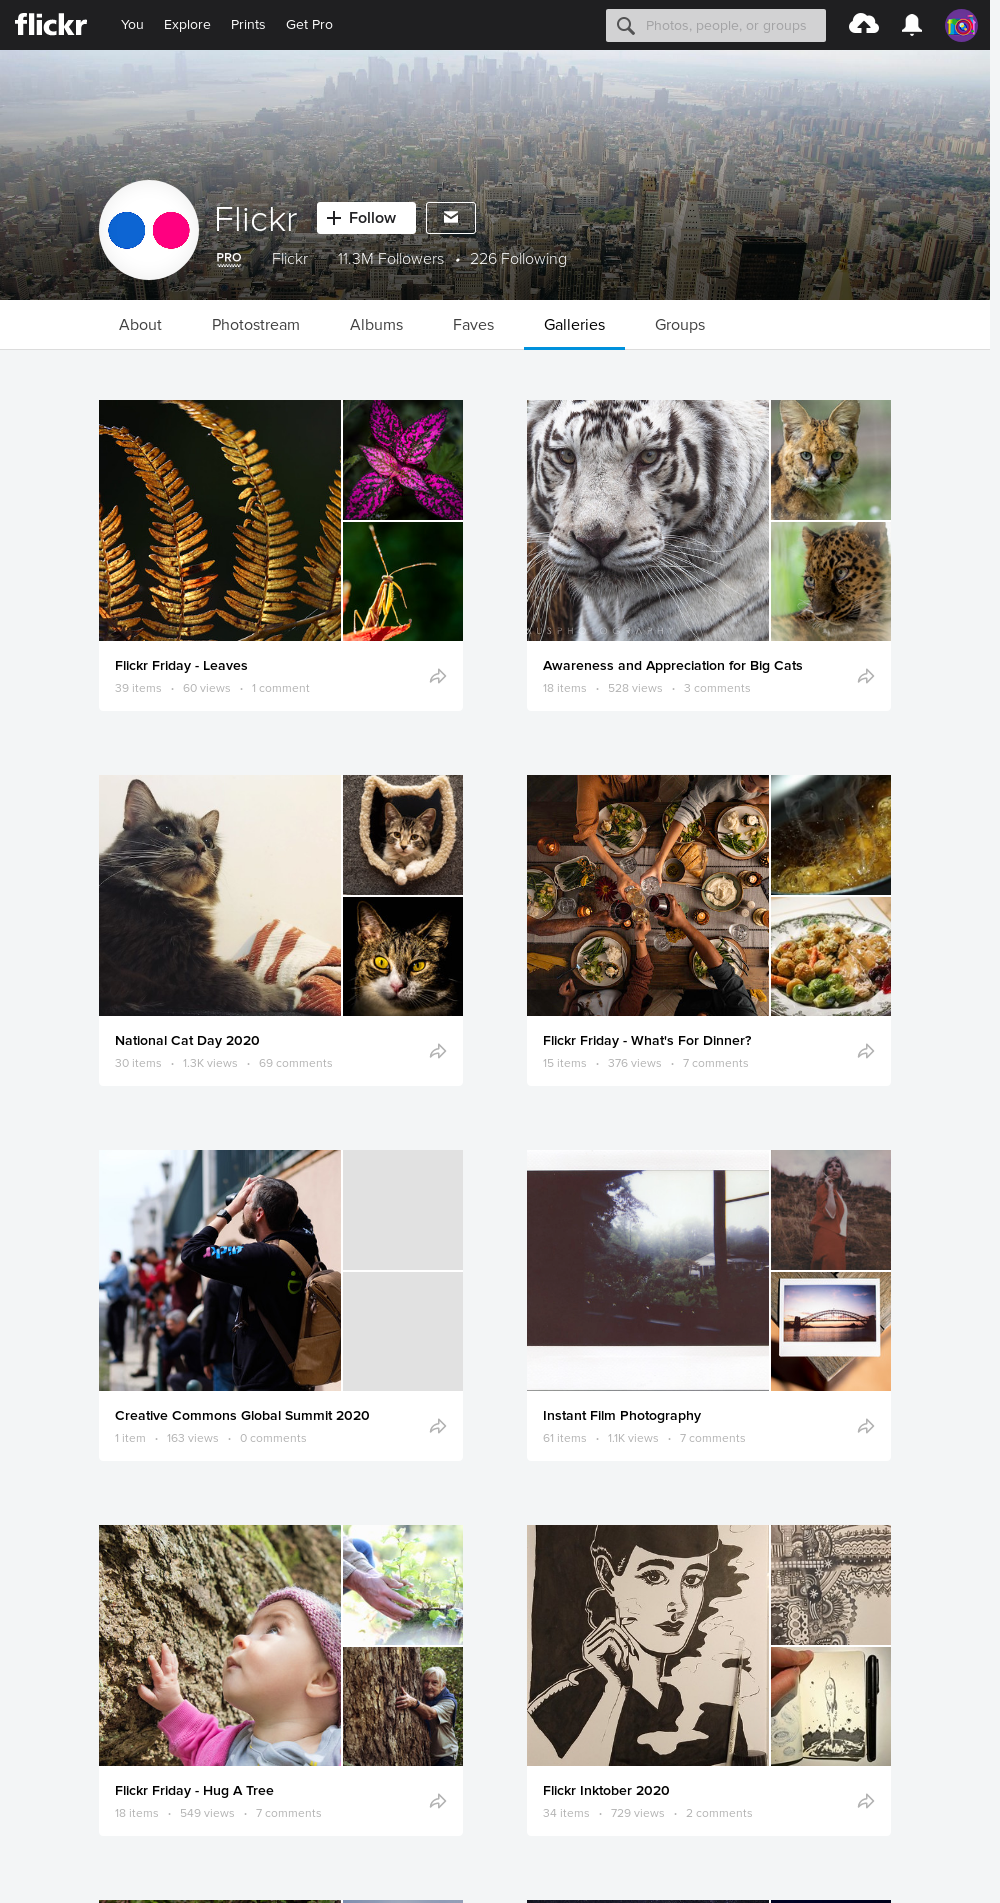 flickr You Explore Prints Get Pro Photos, people, or groups
Flickr + Follow
PRO Flickr 11.3M Followers • 226 Following
About Photostream Albums Faves Galleries Groups
Flickr Friday - Leaves
39 items • 60 views • 1 comment
Awareness and Appreciation for Big Cats
18 items • 528 views • 3 comments
National Cat Day 2020
30 items • 1.3K views • 69 comments
Flickr Friday - What's For Dinner?
15 items • 376 views • 7 comments
Creative Commons Global Summit 2020
1 item • 163 views • 0 comments
Instant Film Photography
61 items • 1.1K views • 7 comments
Flickr Friday - Hug A Tree
18 items • 549 views • 7 comments
Flickr Inktober 2020
34 items • 729 views • 2 comments